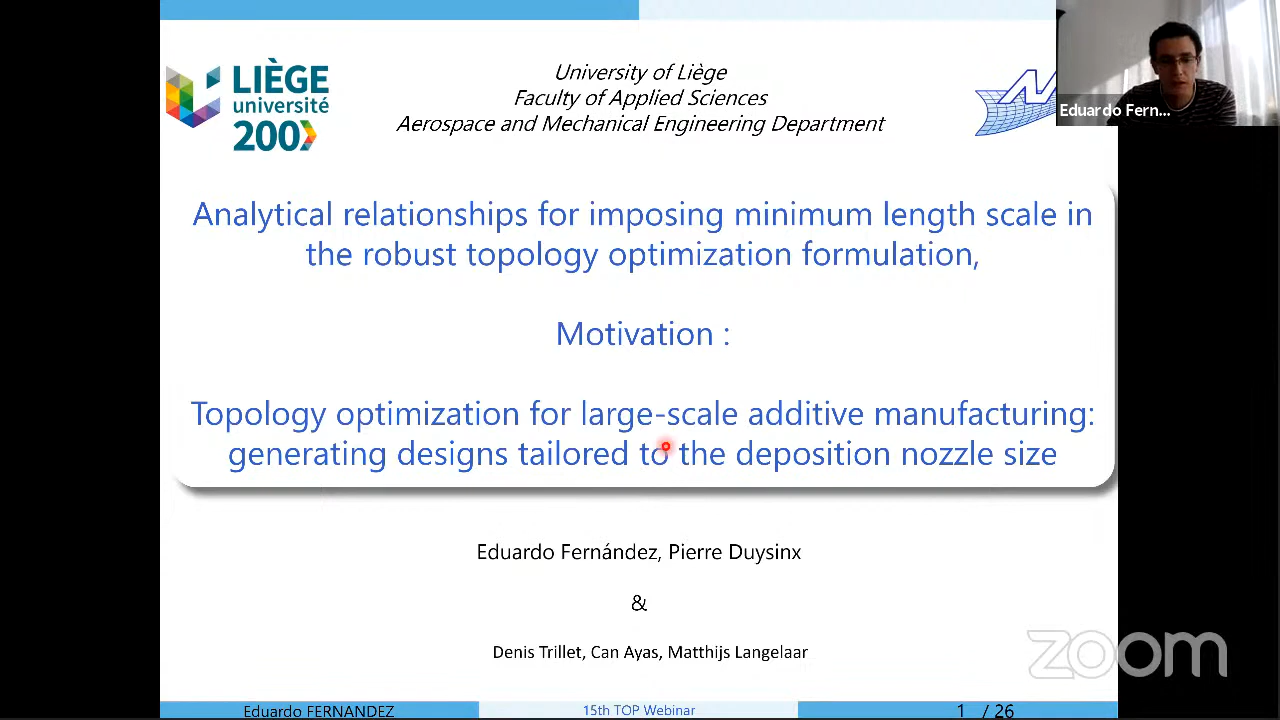 LIÈGE
université
200
University of Liège
Faculty of Applied Sciences
Aerospace and Mechanical Engineering Department
Eduardo Fern...
Analytical relationships for imposing minimum length scale in
the robust topology optimization formulation,
Motivation :
Topology optimization for large-scale additive manufacturing:
generating designs tailored to the deposition nozzle size
Eduardo Fernández, Pierre Duysinx
&
Denis Trillet, Can Ayas, Matthijs Langelaar
zoom
Eduardo FERNANDEZ
15th TOP Webinar
1 / 26